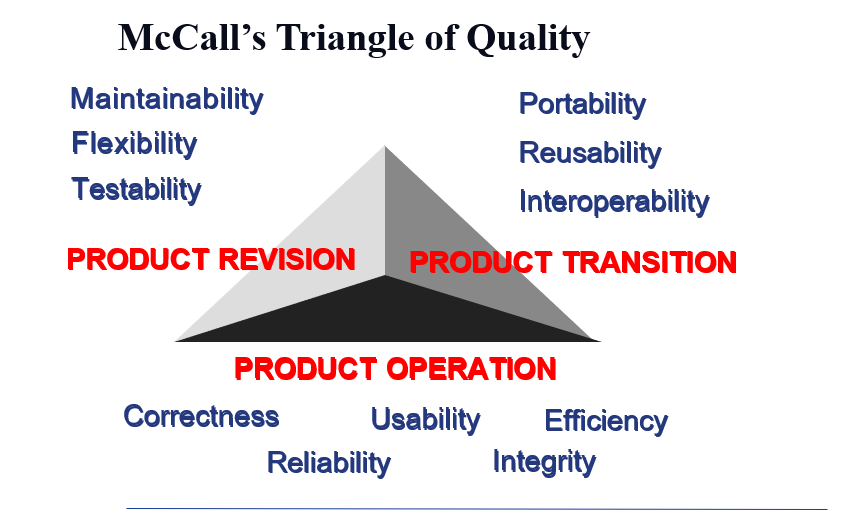 McCall’s Triangle of Quality
Maintainability
Flexibility
Testability
Portability
Reusability
Interoperability
PRODUCT REVISION
PRODUCT TRANSITION
PRODUCT OPERATION
Correctness
Usability
Efficiency
Reliability
Integrity